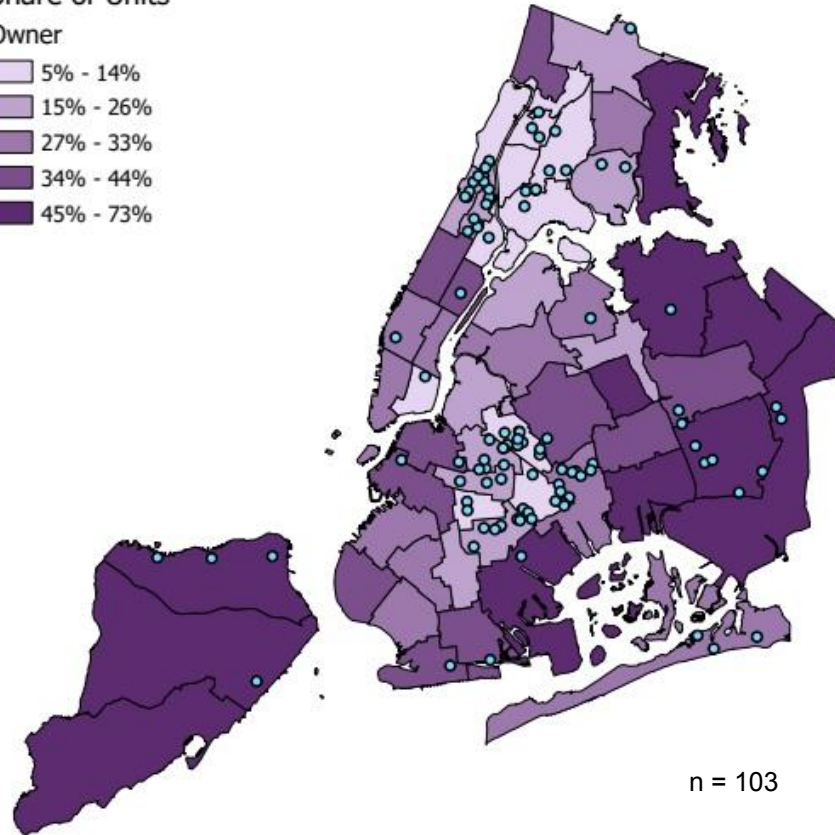 Share of Units
Owner
5% - 14%
15% - 26%
27% - 33%
34% - 44%
45% - 73%
n = 103